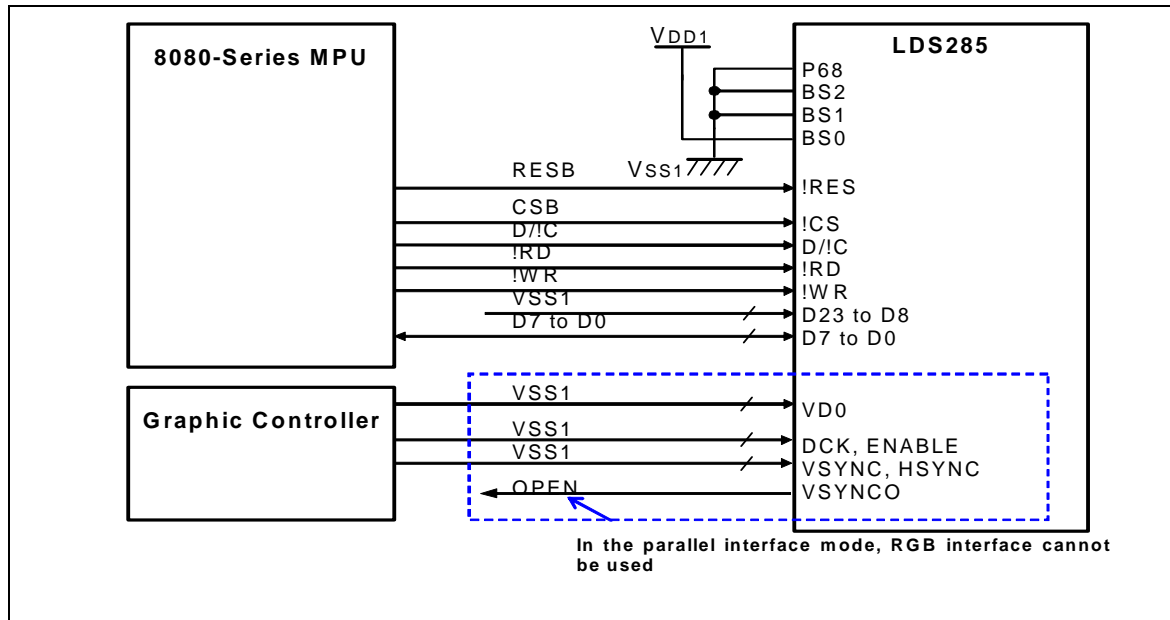 8080-Series MPU
VDD1
LDS285
P68
BS2
BS1
BS0
VSS1
RESB
!RES
CSB
!CS
D/!C
D/!C
!RD
!RD
!WR
!WR
VSS1
D23 to D8
D7 to D0
D7 to D0
Graphic Controller
VSS1
VD0
VSS1
DCK, ENABLE
VSS1
VSYNC, HSYNC
OPEN
VSYNCO
In the parallel interface mode, RGB interface cannot
be used